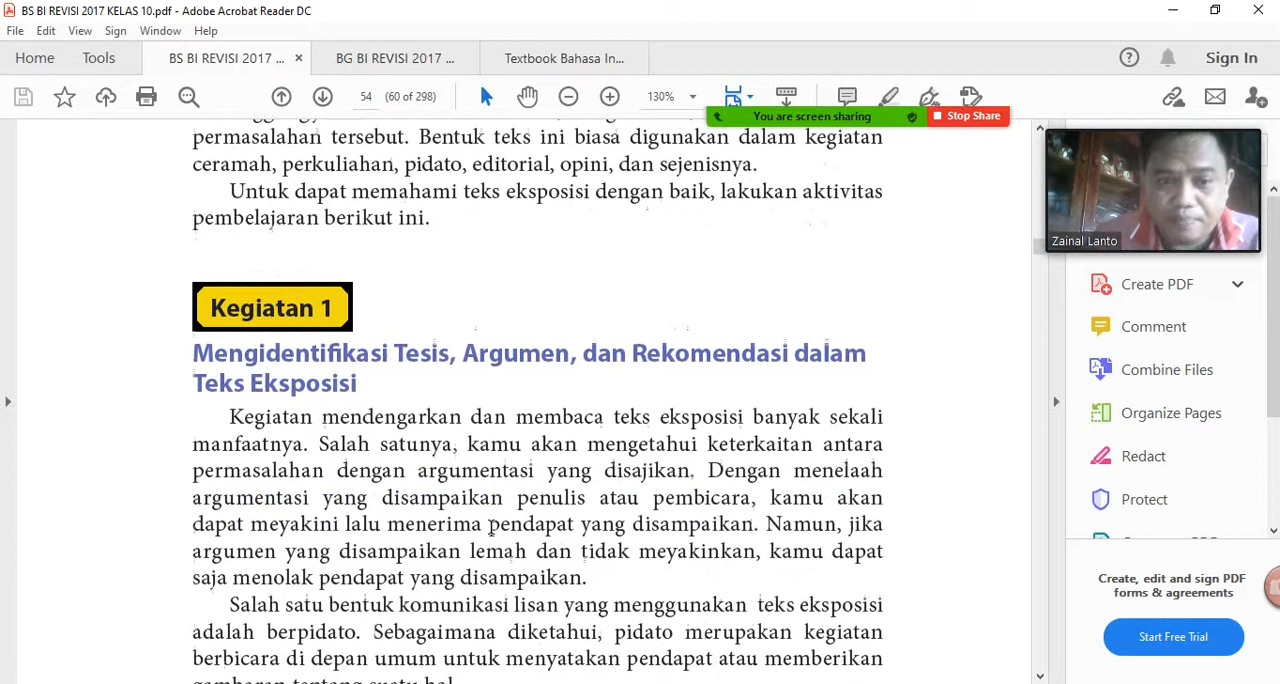 BS BI REVISI 2017 KELAS 10.pdf - Adobe Acrobat Reader DC
File Edit View Sign Window Help
Home Tools BS BI REVISI 2017 ... × BG BI REVISI 2017 ... Textbook Bahasa In... Sign In
54 (60 of 298) 130%
You are screen sharing Stop Share
permasalahan tersebut. Bentuk teks ini biasa digunakan dalam kegiatan
ceramah, perkuliahan, pidato, editorial, opini, dan sejenisnya.
Untuk dapat memahami teks eksposisi dengan baik, lakukan aktivitas
pembelajaran berikut ini.
Kegiatan 1
Mengidentifikasi Tesis, Argumen, dan Rekomendasi dalam
Teks Eksposisi
Kegiatan mendengarkan dan membaca teks eksposisi banyak sekali
manfaatnya. Salah satunya, kamu akan mengetahui keterkaitan antara
permasalahan dengan argumentasi yang disajikan. Dengan menelaah
argumentasi yang disampaikan penulis atau pembicara, kamu akan
dapat meyakini lalu menerima pendapat yang disampaikan. Namun, jika
argumen yang disampaikan lemah dan tidak meyakinkan, kamu dapat
saja menolak pendapat yang disampaikan.
Salah satu bentuk komunikasi lisan yang menggunakan teks eksposisi
adalah berpidato. Sebagaimana diketahui, pidato merupakan kegiatan
berbicara di depan umum untuk menyatakan pendapat atau memberikan
gambaran tentang suatu hal.
Zainal Lanto
Create PDF
Comment
Combine Files
Organize Pages
Redact
Protect
Create, edit and sign PDF
forms & agreements
Start Free Trial